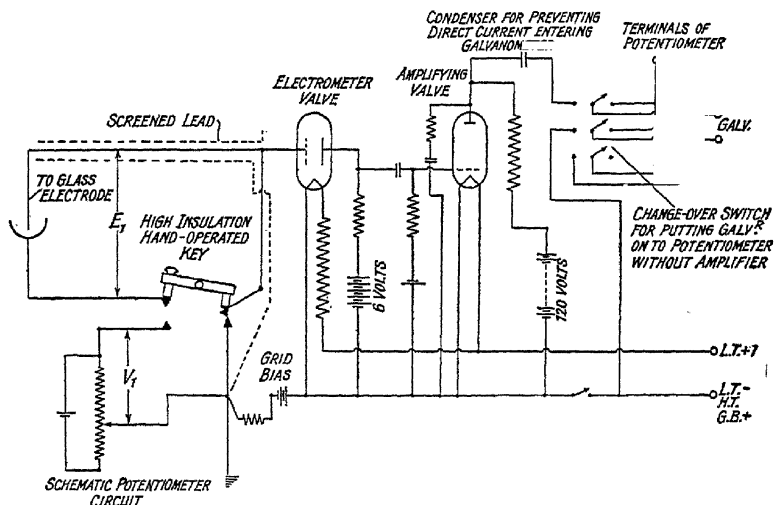 CONDENSER FOR PREVENTING
DIRECT CURRENT ENTERING
GALVANOM
TERMINALS OF
POTENTIOMETER
ELECTROMETER
VALVE
AMPLIFYING
VALVE
SCREENED LEAD
GALV.
TO GLASS
ELECTRODE
E₁
HIGH INSULATION
HAND-OPERATED
KEY
CHANGE-OVER SWITCH
FOR PUTTING GALVR
ON TO POTENTIOMETER
WITHOUT AMPLIFIER
6 VOLTS
120 VOLTS
L.T.+
V₁
GRID
BIAS
L.T.-
H.T.
G.B.+
SCHEMATIC POTENTIOMETER
CIRCUIT